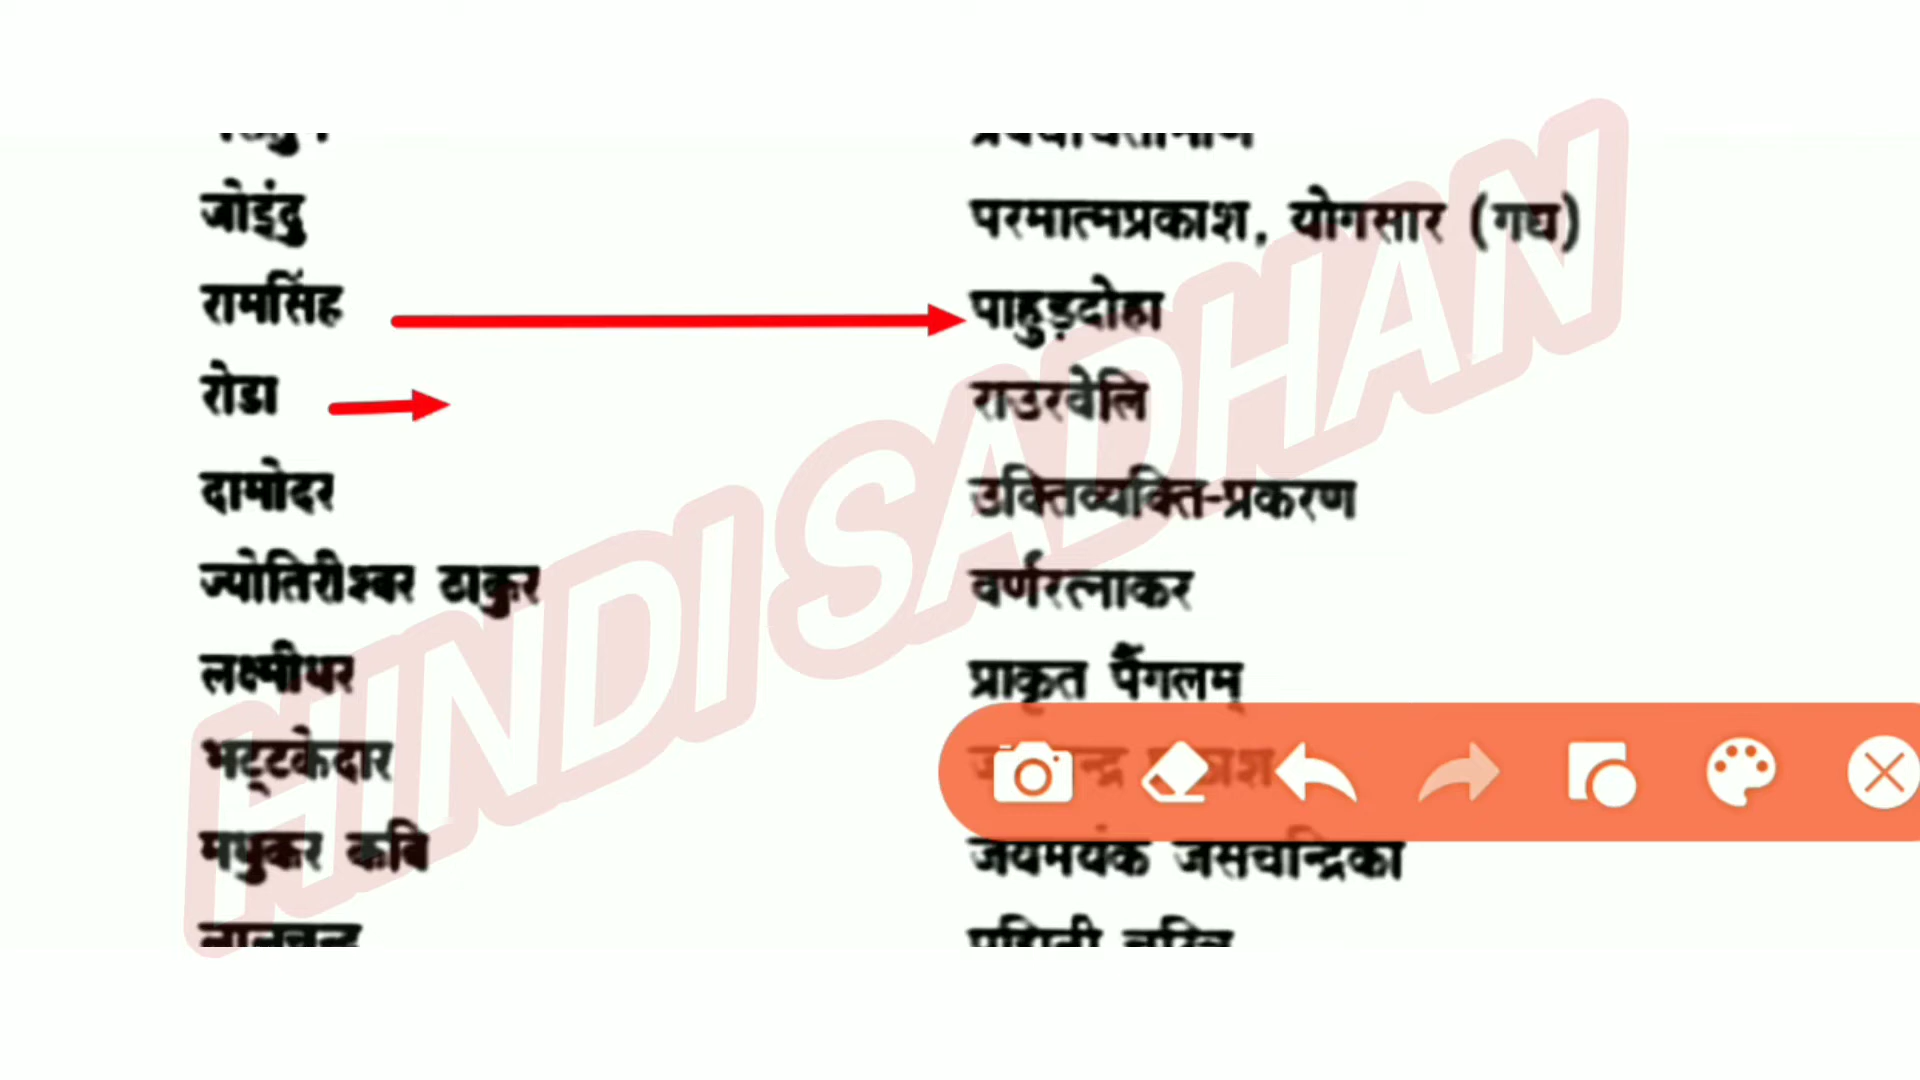 जोइंदु परमात्मप्रकाश, योगसार (गद्य)
रामसिंह पाहुड़दोहा
रोडा राउरवेलि
दामोदर उक्तिव्यक्ति-प्रकरण
ज्योतिरीश्वर ठाकुर वर्णरत्नाकर
लक्ष्मीधर प्राकृत पैंगलम्
भट्टकेदार
मधुकर कवि जयमयंक जसचन्द्रिका
HINDI SADHAN